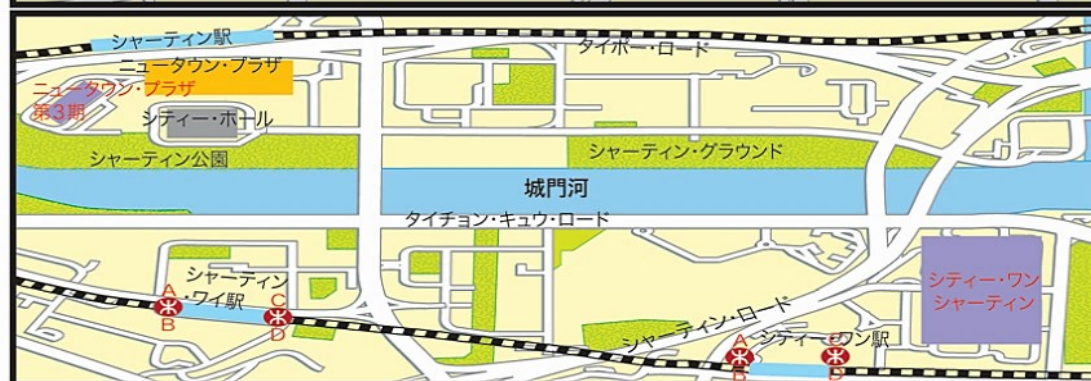 シャーティン駅
タイポー・ロード
ニュータウン・プラザ
ニュータウン・プラザ
第3期
シティー・ホール
シャーティン公園
シャーティン・グラウンド
城門河
タイチョン・キュウ・ロード
シャーティン
・ワイ駅
A
B
C
D
シティー・ワン
シャーティン
シャーティン・ロード
シティー・ワン駅
A
B
D